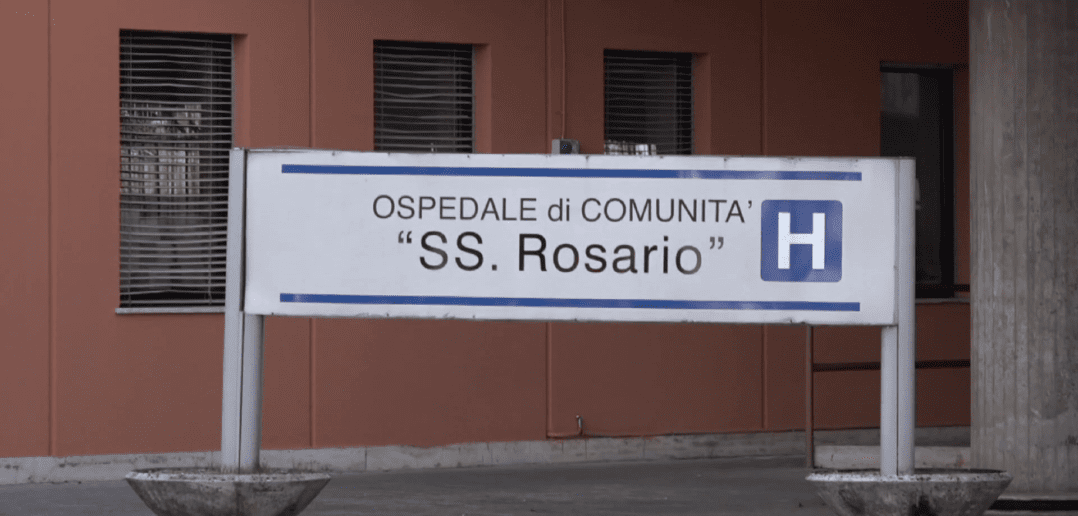 OSPEDALE di COMUNITA'
“SS. Rosario”
H